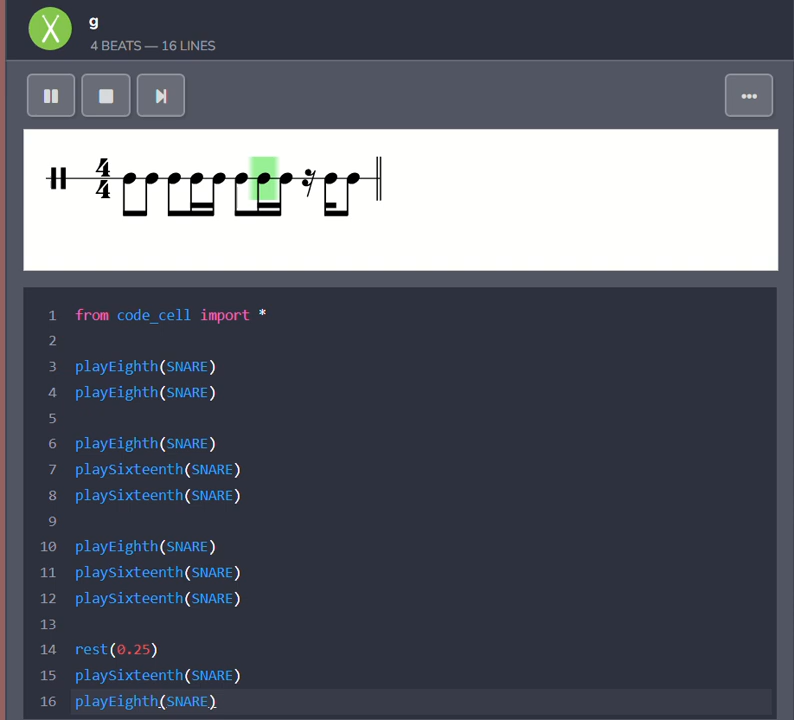 g
4 BEATS — 16 LINES
4
4
1 from code_cell import *
2
3 playEighth(SNARE)
4 playEighth(SNARE)
5
6 playEighth(SNARE)
7 playSixteenth(SNARE)
8 playSixteenth(SNARE)
9
10 playEighth(SNARE)
11 playSixteenth(SNARE)
12 playSixteenth(SNARE)
13
14 rest(0.25)
15 playSixteenth(SNARE)
16 playEighth(SNARE)